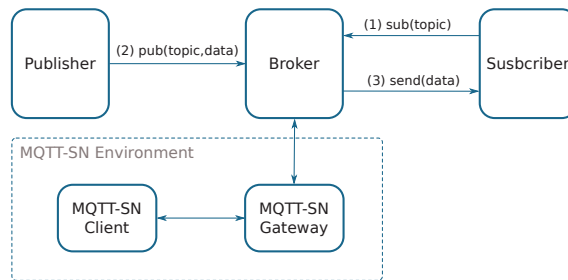 (1) sub(topic)
Publisher
(2) pub(topic,data)
Broker
Susbcriber
(3) send(data)
MQTT-SN Environment
MQTT-SN
Client
MQTT-SN
Gateway